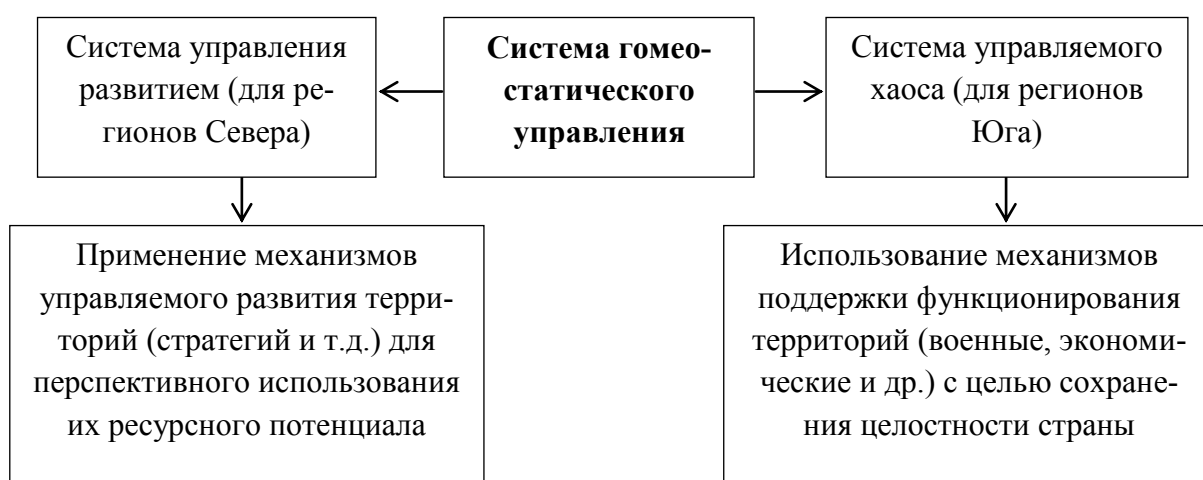 Система управления
развитием (для ре-
гионов Севера)
Система гомео-
статического
управления
Система управляемого
хаоса (для регионов
Юга)
Применение механизмов
управляемого развития терри-
торий (стратегий и т.д.) для
перспективного использования
их ресурсного потенциала
Использование механизмов
поддержки функционирования
территорий (военные, экономи-
ческие и др.) с целью сохране-
ния целостности страны